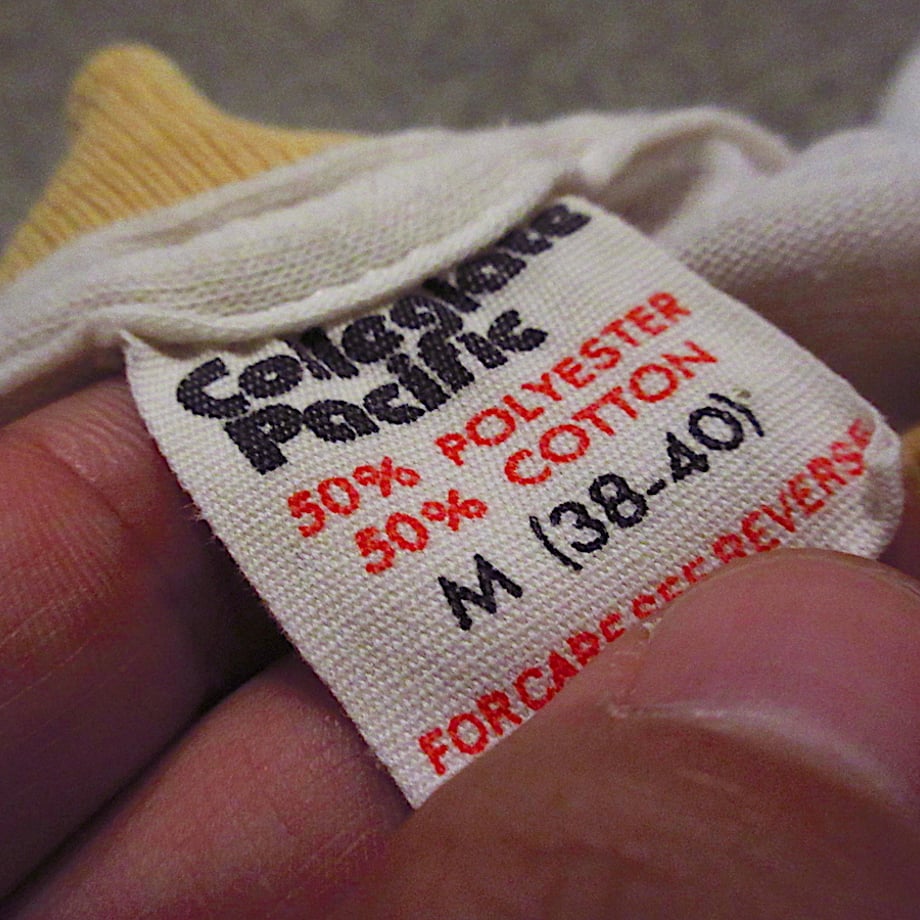 Collegiate
Pacific
50% POLYESTER
50% COTTON
M (38-40)
FOR CARE SEE REVERSE